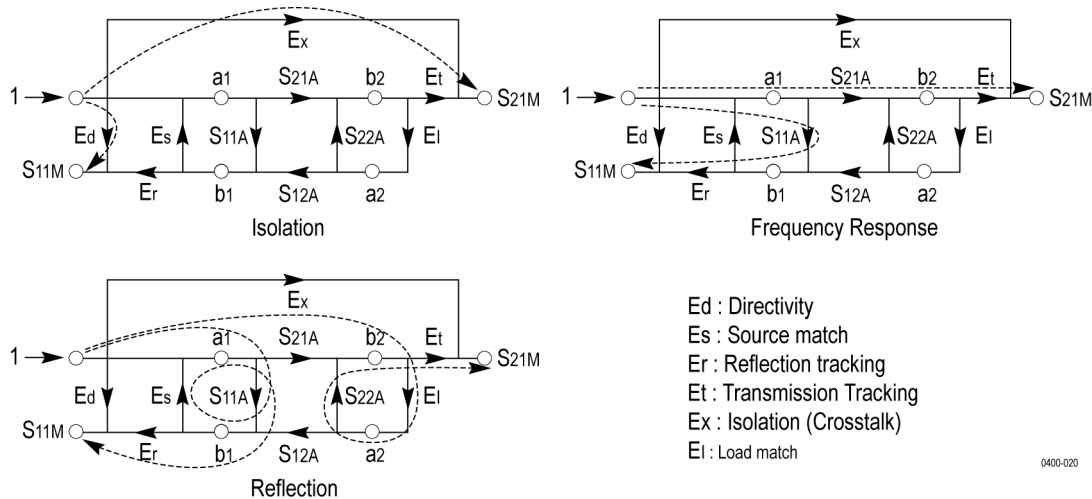 Ex
1
a1
S21A
b2
Et
S21M
Ed
Es
S11A
S22A
El
S11M
Er
b1
S12A
a2
Isolation
Ex
1
a1
S21A
b2
Et
S21M
Ed
Es
S11A
S22A
El
S11M
Er
b1
S12A
a2
Frequency Response
Ex
1
a1
S21A
b2
Et
S21M
Ed
Es
S11A
S22A
El
S11M
Er
b1
S12A
a2
Reflection
Ed : Directivity
Es : Source match
Er : Reflection tracking
Et : Transmission Tracking
Ex : Isolation (Crosstalk)
El : Load match
0400-020